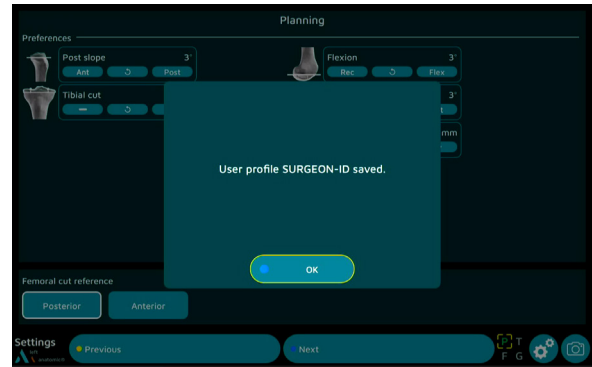 Planning
Preferences
Post slope 3°
Ant Post
Flexion 3°
Rec Flex
Tibial cut
3°
t
mm
User profile SURGEON-ID saved.
OK
Femoral cut reference
Posterior Anterior
Settings
left
Previous
Next
P T
F G